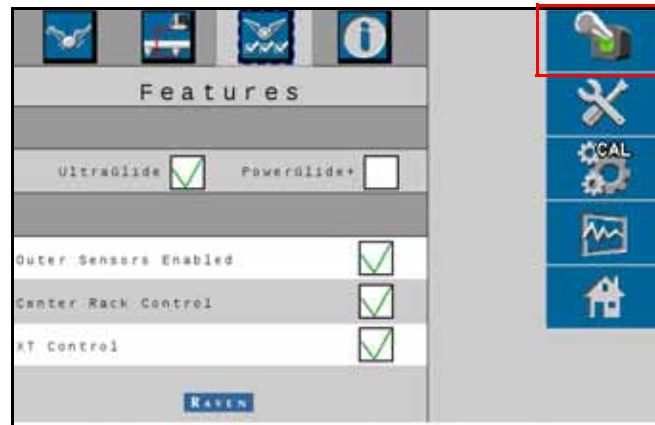 Features
UltraGlide PowerGlide+
Outer Sensors Enabled
Center Rack Control
XT Control
RAVEN
CAL